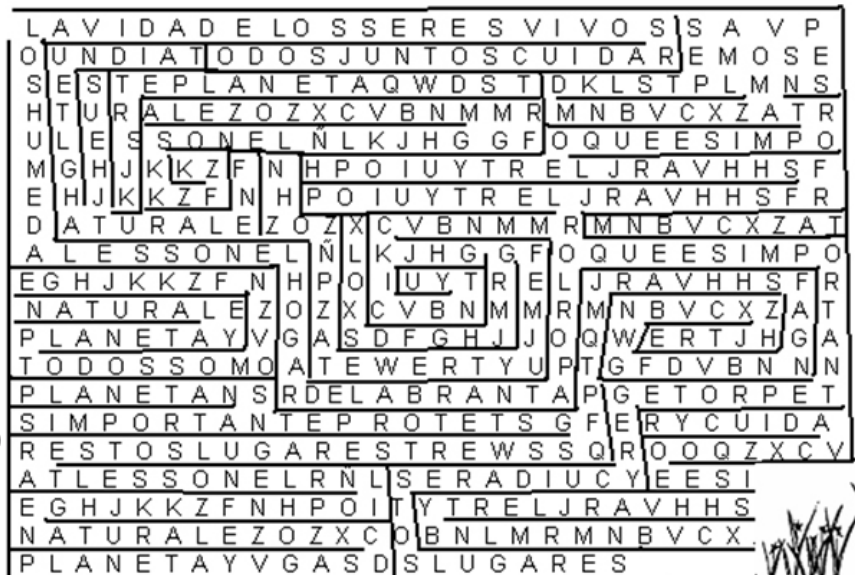 LAVIDADELOSSERESVIVOSSAVP
OUNDIATODOSJUNTOSCUIDAREMOSE
SESTEPLANETAQWDSTDKLSTPLMNS
HTURALEZOZXCVBNMMRMNBVCXZATR
ULESSONELÑLKJHGGFOQUEESIMPO
MGHJKKZFNHPOIUYTRELJRAVHHSF
EHJKKZFNHPOIUYTRELJRAVHHSFR
DATURALEZOZXCVBNMMRMNBVCXZAT
ALESSONELÑLKJHGGFOQUEESIMPO
EGHJKKZFNHPOIUYTRELJRAVHHSFR
NATURALEZOZXCVBNMMRMNBVCXZAT
PLANETAYVGASDFGHJJOQWERTJHGA
TODOSSOMOATEWERTYUPTGFDVBNNN
PLANETANSRDELABRANTAPGETORPET
SIMPORTANTEPROTETSGFERYCUIDA
RESTOSLUGARESTREWSSQROOQZXCV
ATLESSONELRÑLSERADIUCYEESI
EGHJKKZFNHPOITYTRELJRAVHHS
NATURALEZOZXCOBNLMRMNBVCX
PLANETAYVGASDSLUGARES